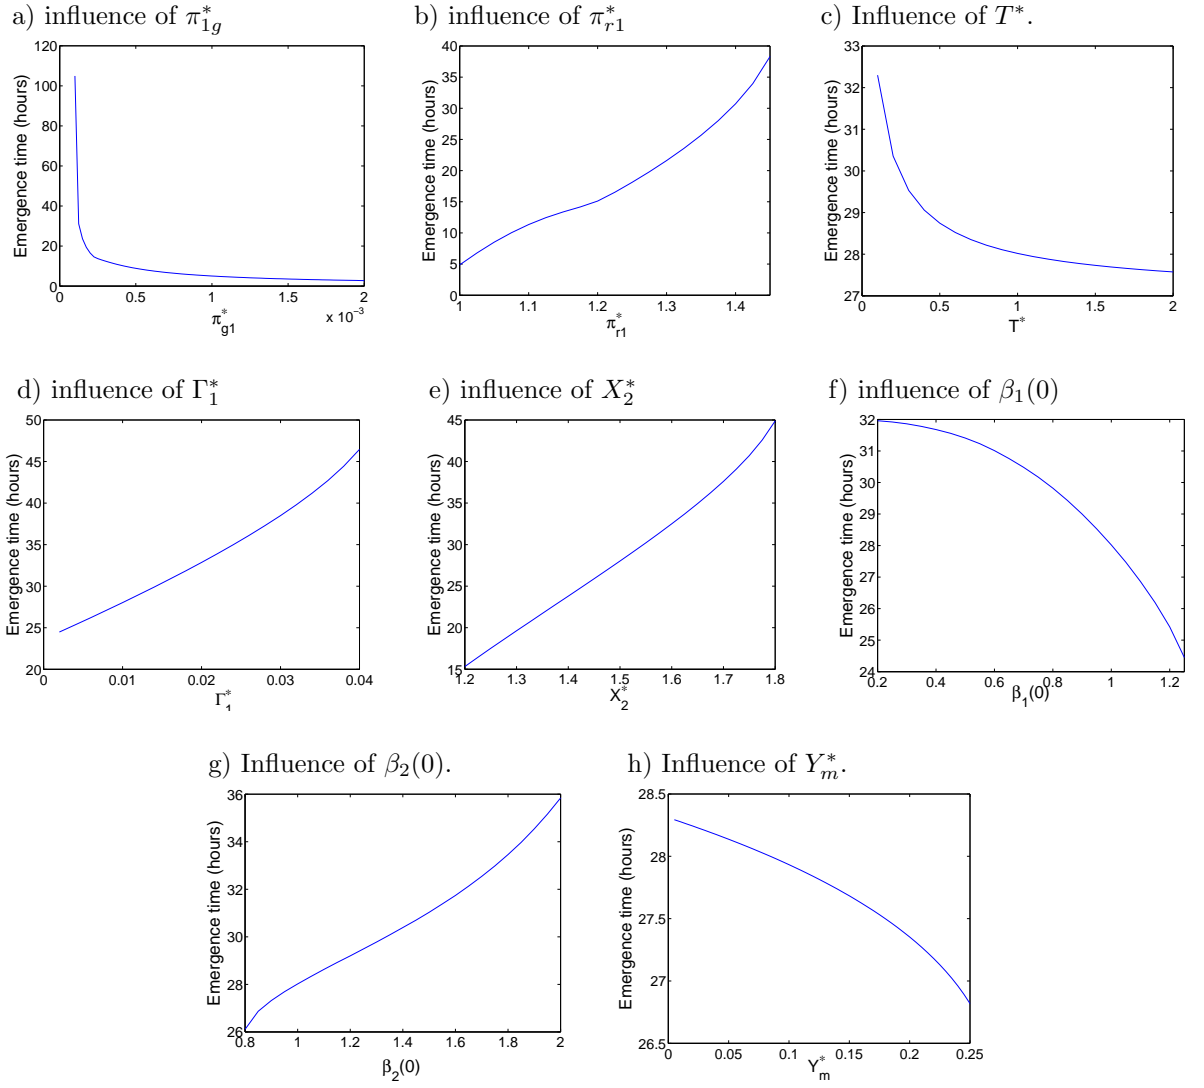 a) influence of π*1g
b) influence of π*r1
c) Influence of T*.
Emergence time (hours)
120
100
80
60
40
20
0
0 0.5 1 1.5 2
x 10⁻³
π*g1
Emergence time (hours)
40
35
30
25
20
15
10
5
0
1 1.1 1.2 1.3 1.4
π*r1
Emergence time (hours)
33
32
31
30
29
28
27
0 0.5 1 1.5 2
T*
d) influence of Γ*1
e) influence of X*2
f) influence of β1(0)
Emergence time (hours)
50
45
40
35
30
25
20
0 0.01 0.02 0.03 0.04
Γ*1
Emergence time (hours)
45
40
35
30
25
20
15
1.2 1.3 1.4 1.5 1.6 1.7 1.8
X*2
Emergence time (hours)
32
31
30
29
28
27
26
25
24
0.2 0.4 0.6 0.8 1 1.2
β1(0)
g) Influence of β2(0).
h) Influence of Y*m.
Emergence time (hours)
36
34
32
30
28
26
0.8 1 1.2 1.4 1.6 1.8 2
β2(0)
Emergence time (hours)
28.5
28
27.5
27
26.5
0 0.05 0.1 0.15 0.2 0.25
Y*m